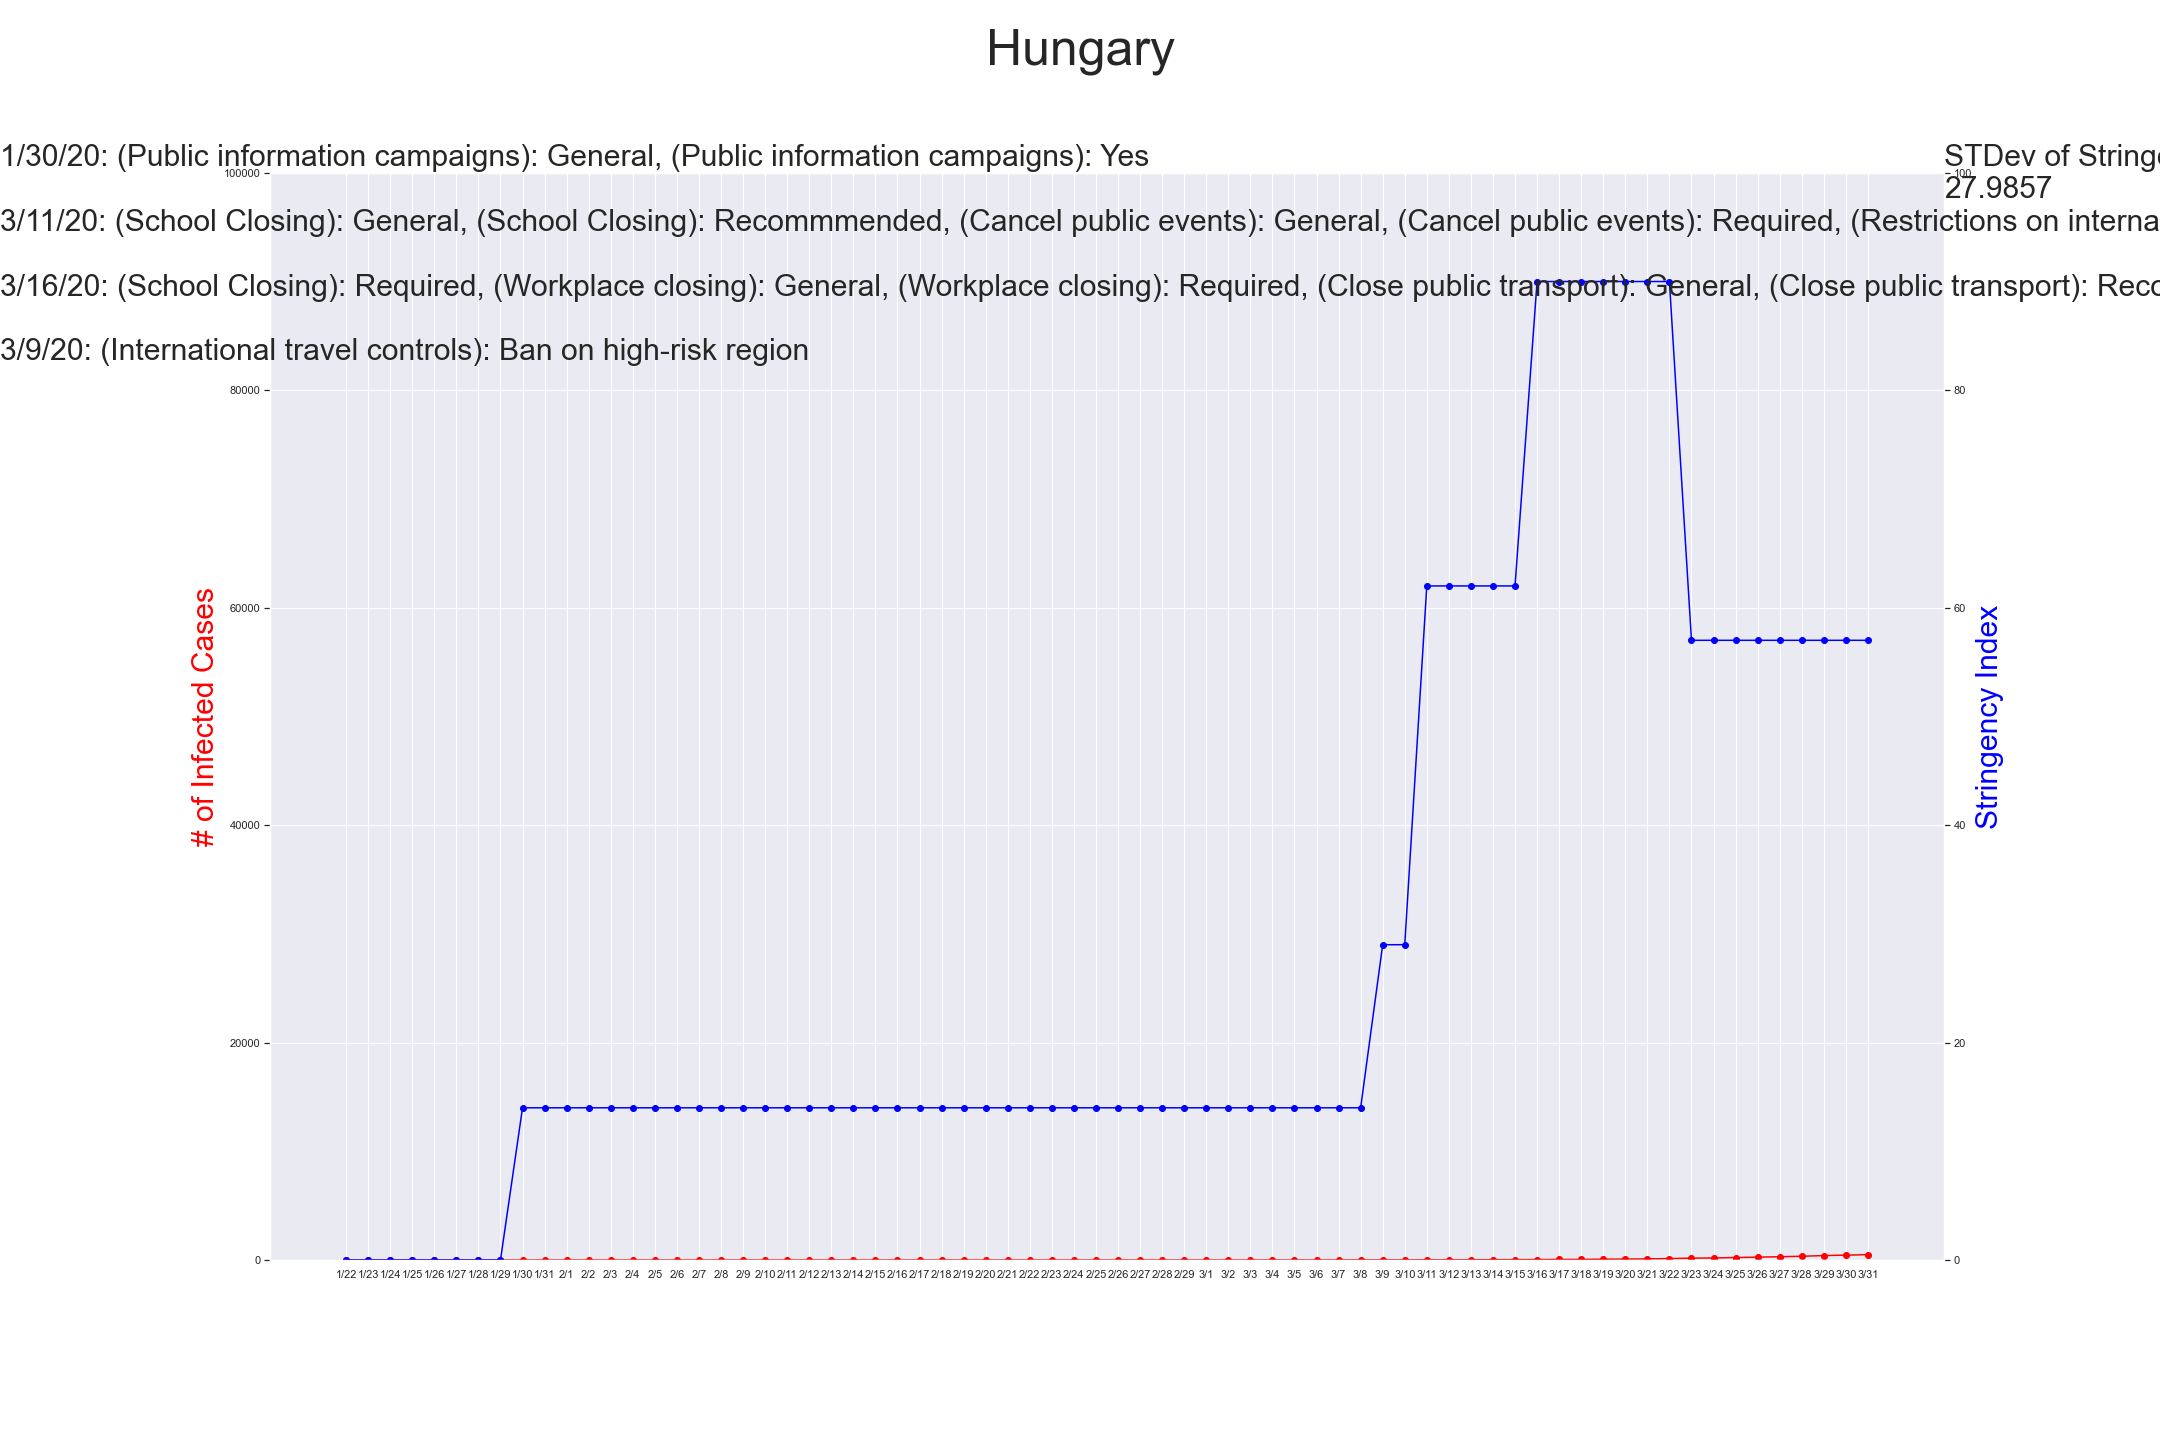 Hungary
1/30/20: (Public information campaigns): General, (Public information campaigns): Yes
STDev of Stringe
27.9857
3/11/20: (School Closing): General, (School Closing): Recommmended, (Cancel public events): General, (Cancel public events): Required, (Restrictions on interna
3/16/20: (School Closing): Required, (Workplace closing): General, (Workplace closing): Required, (Close public transport): General, (Close public transport): Reco
3/9/20: (International travel controls): Ban on high-risk region
100000
80000
60000
40000
20000
0
# of Infected Cases
100
80
60
40
20
0
Stringency Index
1/22 1/23 1/24 1/25 1/26 1/27 1/28 1/29 1/30 1/31 2/1 2/2 2/3 2/4 2/5 2/6 2/7 2/8 2/9 2/10 2/11 2/12 2/13 2/14 2/15 2/16 2/17 2/18 2/19 2/20 2/21 2/22 2/23 2/24 2/25 2/26 2/27 2/28 2/29 3/1 3/2 3/3 3/4 3/5 3/6 3/7 3/8 3/9 3/10 3/11 3/12 3/13 3/14 3/15 3/16 3/17 3/18 3/19 3/20 3/21 3/22 3/23 3/24 3/25 3/26 3/27 3/28 3/29 3/30 3/31